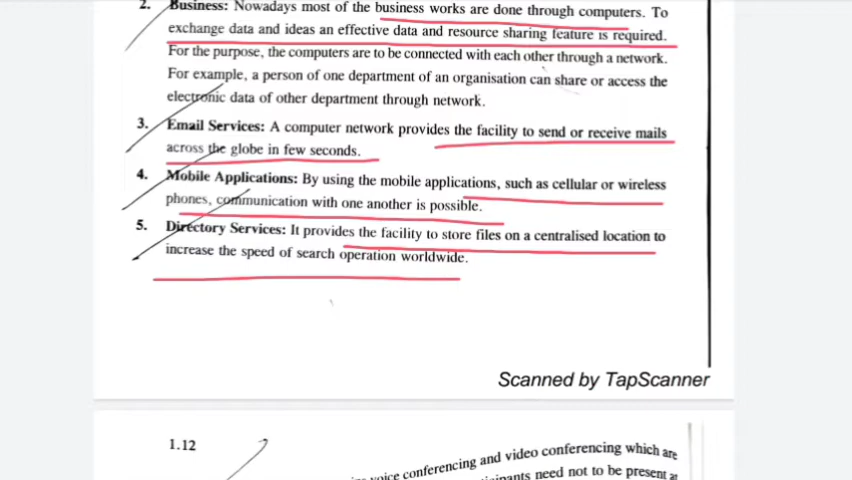 2. Business: Nowadays most of the business works are done through computers. To
exchange data and ideas an effective data and resource sharing feature is required.
For the purpose, the computers are to be connected with each other through a network.
For example, a person of one department of an organisation can share or access the
electronic data of other department through network.
3. Email Services: A computer network provides the facility to send or receive mails
across the globe in few seconds.
4. Mobile Applications: By using the mobile applications, such as cellular or wireless
phones, communication with one another is possible.
5. Directory Services: It provides the facility to store files on a centralised location to
increase the speed of search operation worldwide.
Scanned by TapScanner
1.12
voice conferencing and video conferencing which are
need not to be present